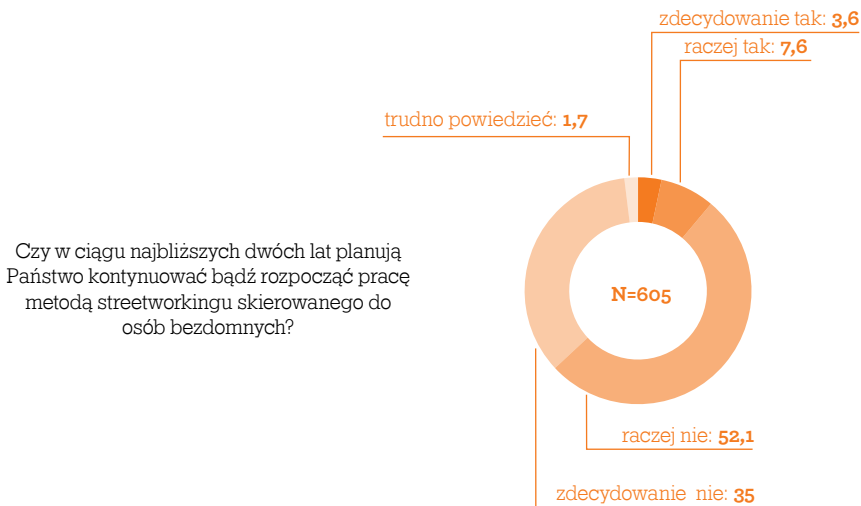 zdecydowanie tak: 3,6
raczej tak: 7,6
trudno powiedzieć: 1,7
Czy w ciągu najbliższych dwóch lat planują
Państwo kontynuować bądź rozpocząć pracę
metodą streetworkingu skierowanego do
osób bezdomnych?
N=605
raczej nie: 52,1
zdecydowanie nie: 35